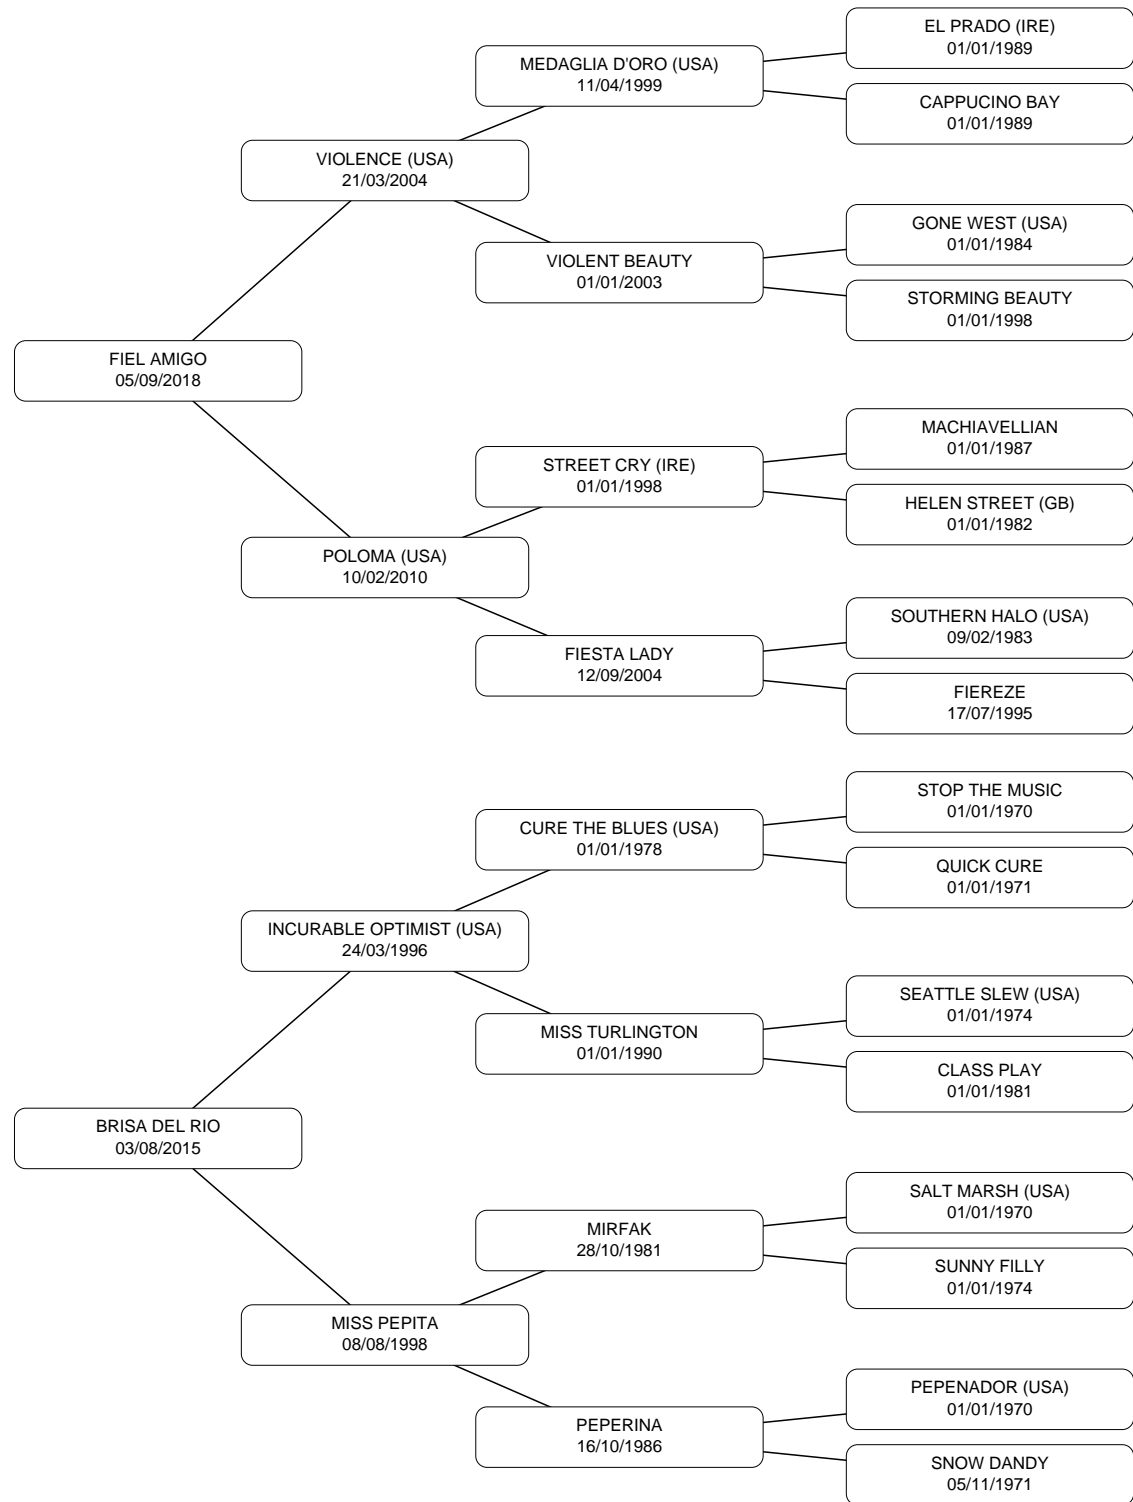 EL PRADO (IRE)
01/01/1989
MEDAGLIA D'ORO (USA)
11/04/1999
CAPPUCINO BAY
01/01/1989
VIOLENCE (USA)
21/03/2004
GONE WEST (USA)
01/01/1984
VIOLENT BEAUTY
01/01/2003
STORMING BEAUTY
01/01/1998
FIEL AMIGO
05/09/2018
MACHIAVELLIAN
01/01/1987
STREET CRY (IRE)
01/01/1998
HELEN STREET (GB)
01/01/1982
POLOMA (USA)
10/02/2010
SOUTHERN HALO (USA)
09/02/1983
FIESTA LADY
12/09/2004
FIEREZE
17/07/1995
STOP THE MUSIC
01/01/1970
CURE THE BLUES (USA)
01/01/1978
QUICK CURE
01/01/1971
INCURABLE OPTIMIST (USA)
24/03/1996
SEATTLE SLEW (USA)
01/01/1974
MISS TURLINGTON
01/01/1990
CLASS PLAY
01/01/1981
BRISA DEL RIO
03/08/2015
SALT MARSH (USA)
01/01/1970
MIRFAK
28/10/1981
SUNNY FILLY
01/01/1974
MISS PEPITA
08/08/1998
PEPENADOR (USA)
01/01/1970
PEPERINA
16/10/1986
SNOW DANDY
05/11/1971